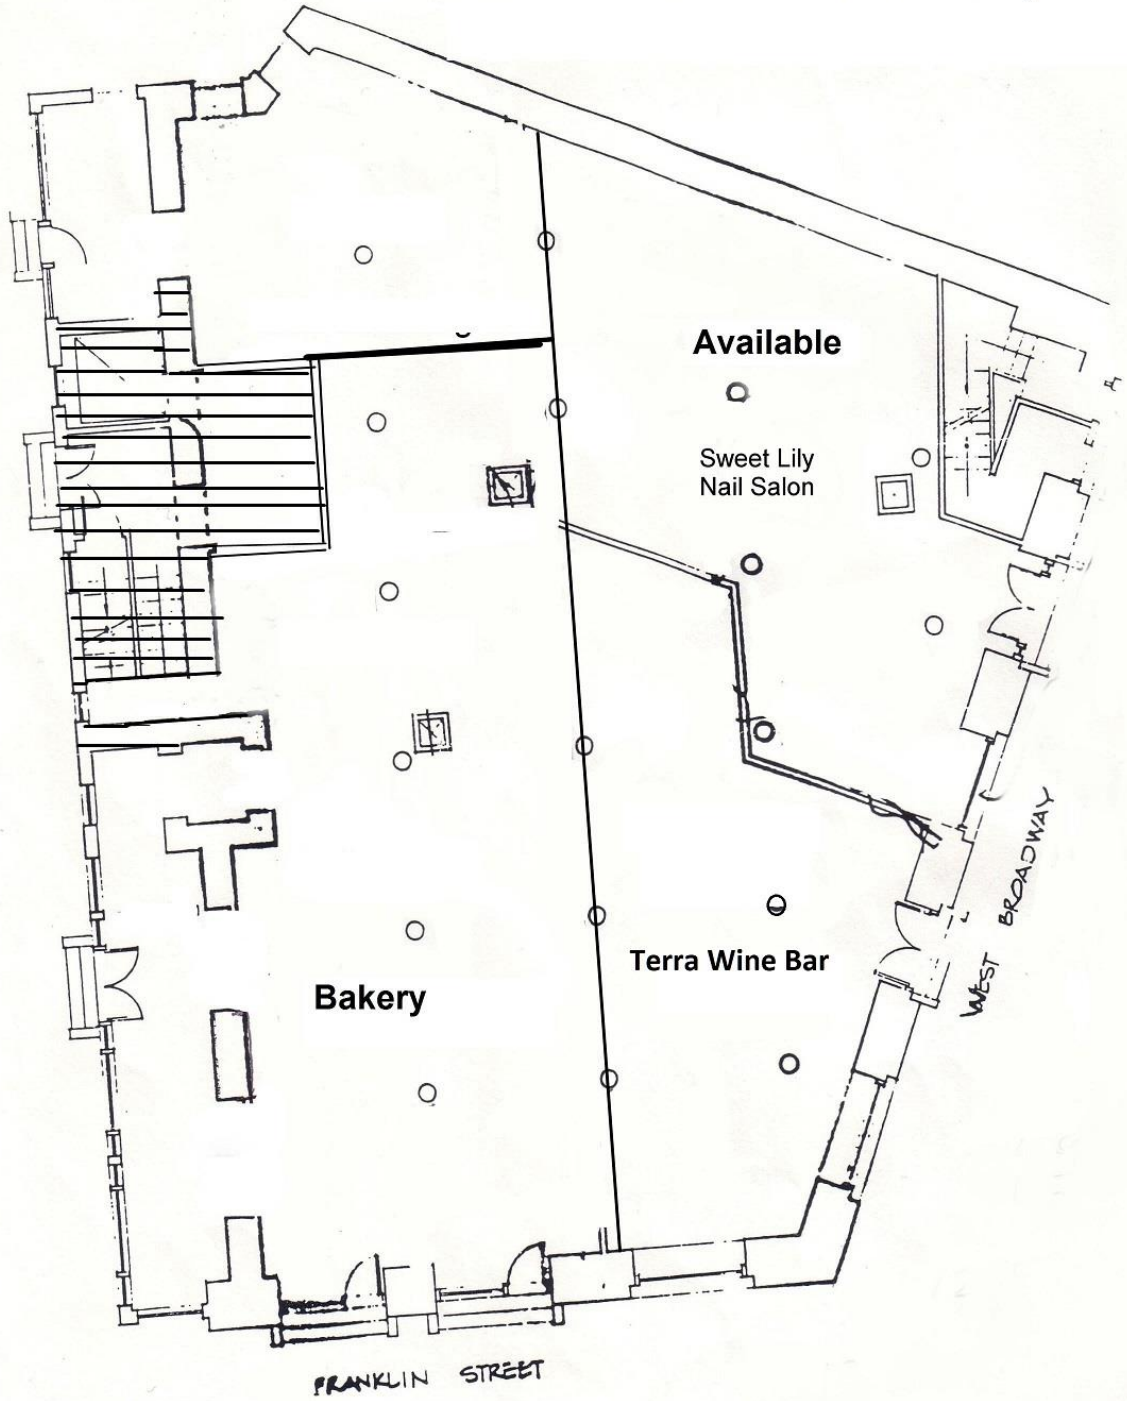 Available
Sweet Lily
Nail Salon
WEST BROADWAY
Terra Wine Bar
Bakery
FRANKLIN STREET